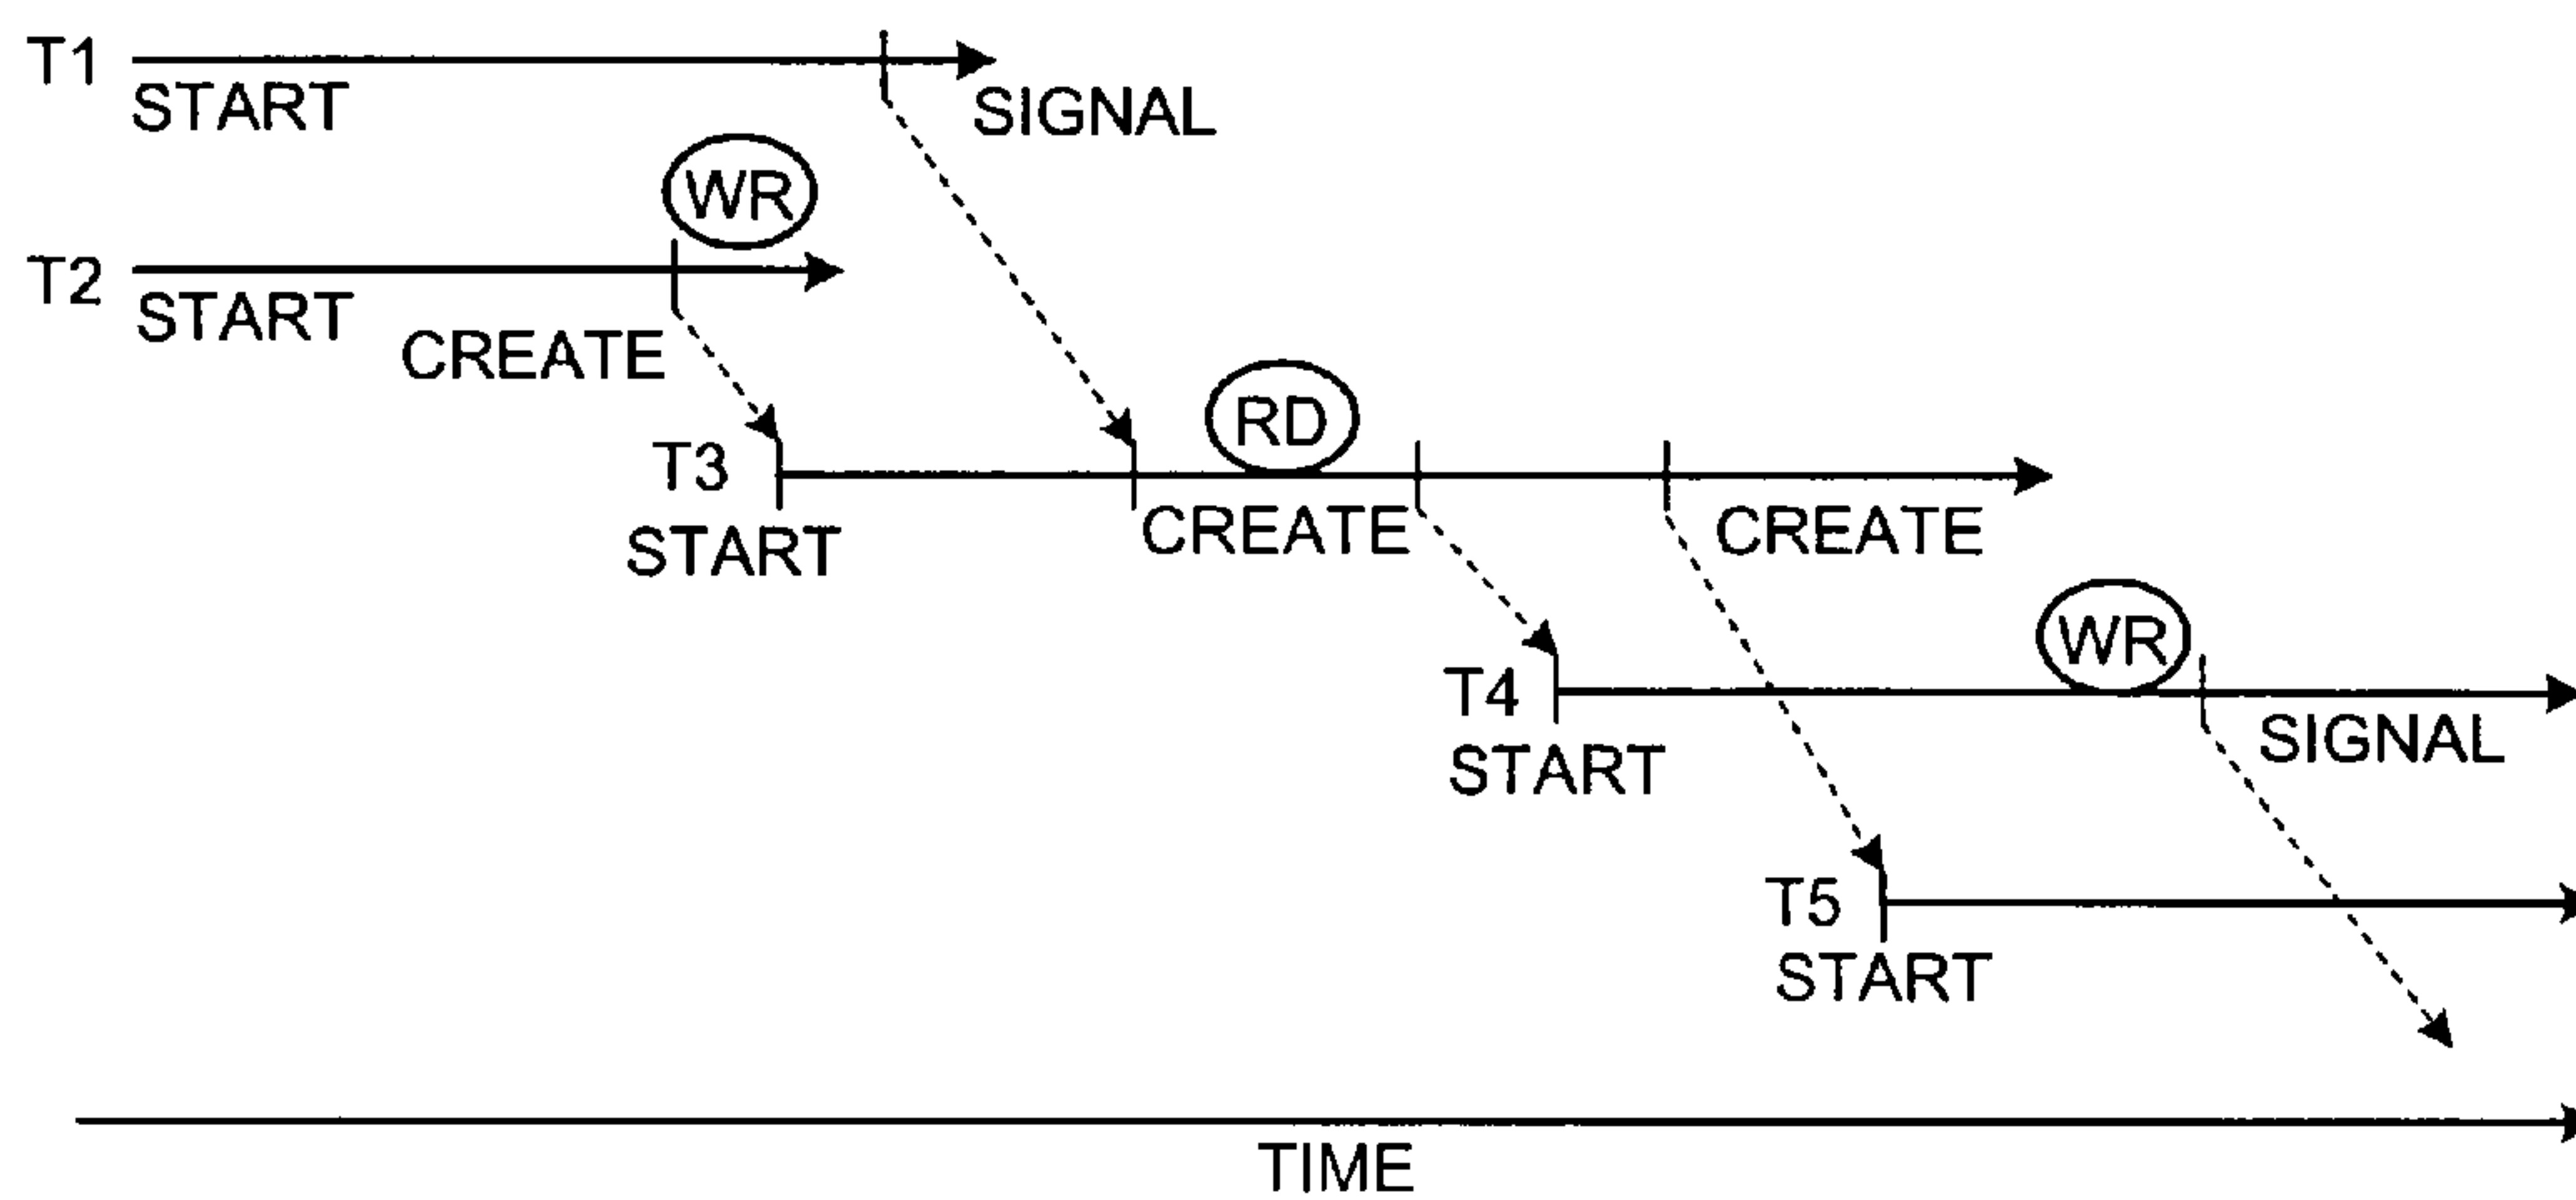 T1
START
SIGNAL
WR
T2
START
CREATE
RD
T3
START
CREATE
CREATE
WR
T4
START
SIGNAL
T5
START
TIME